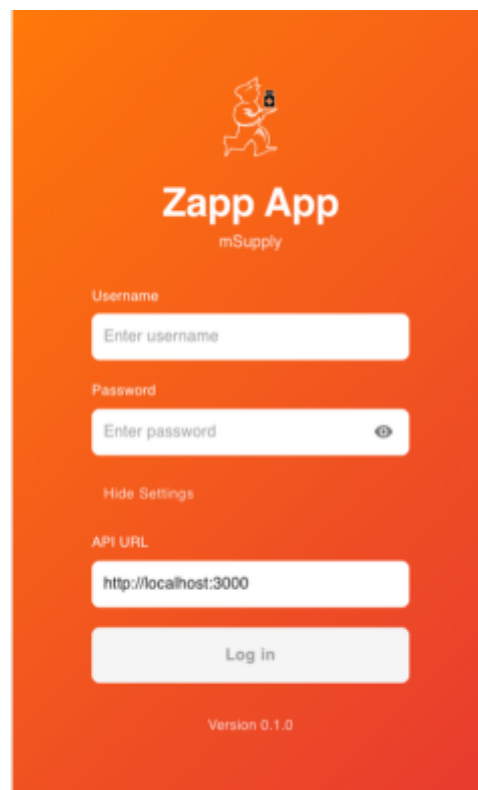 Zapp App
mSupply
Username
Enter username
Password
Enter password
Hide Settings
API URL
http://localhost:3000
Log in
Version 0.1.0